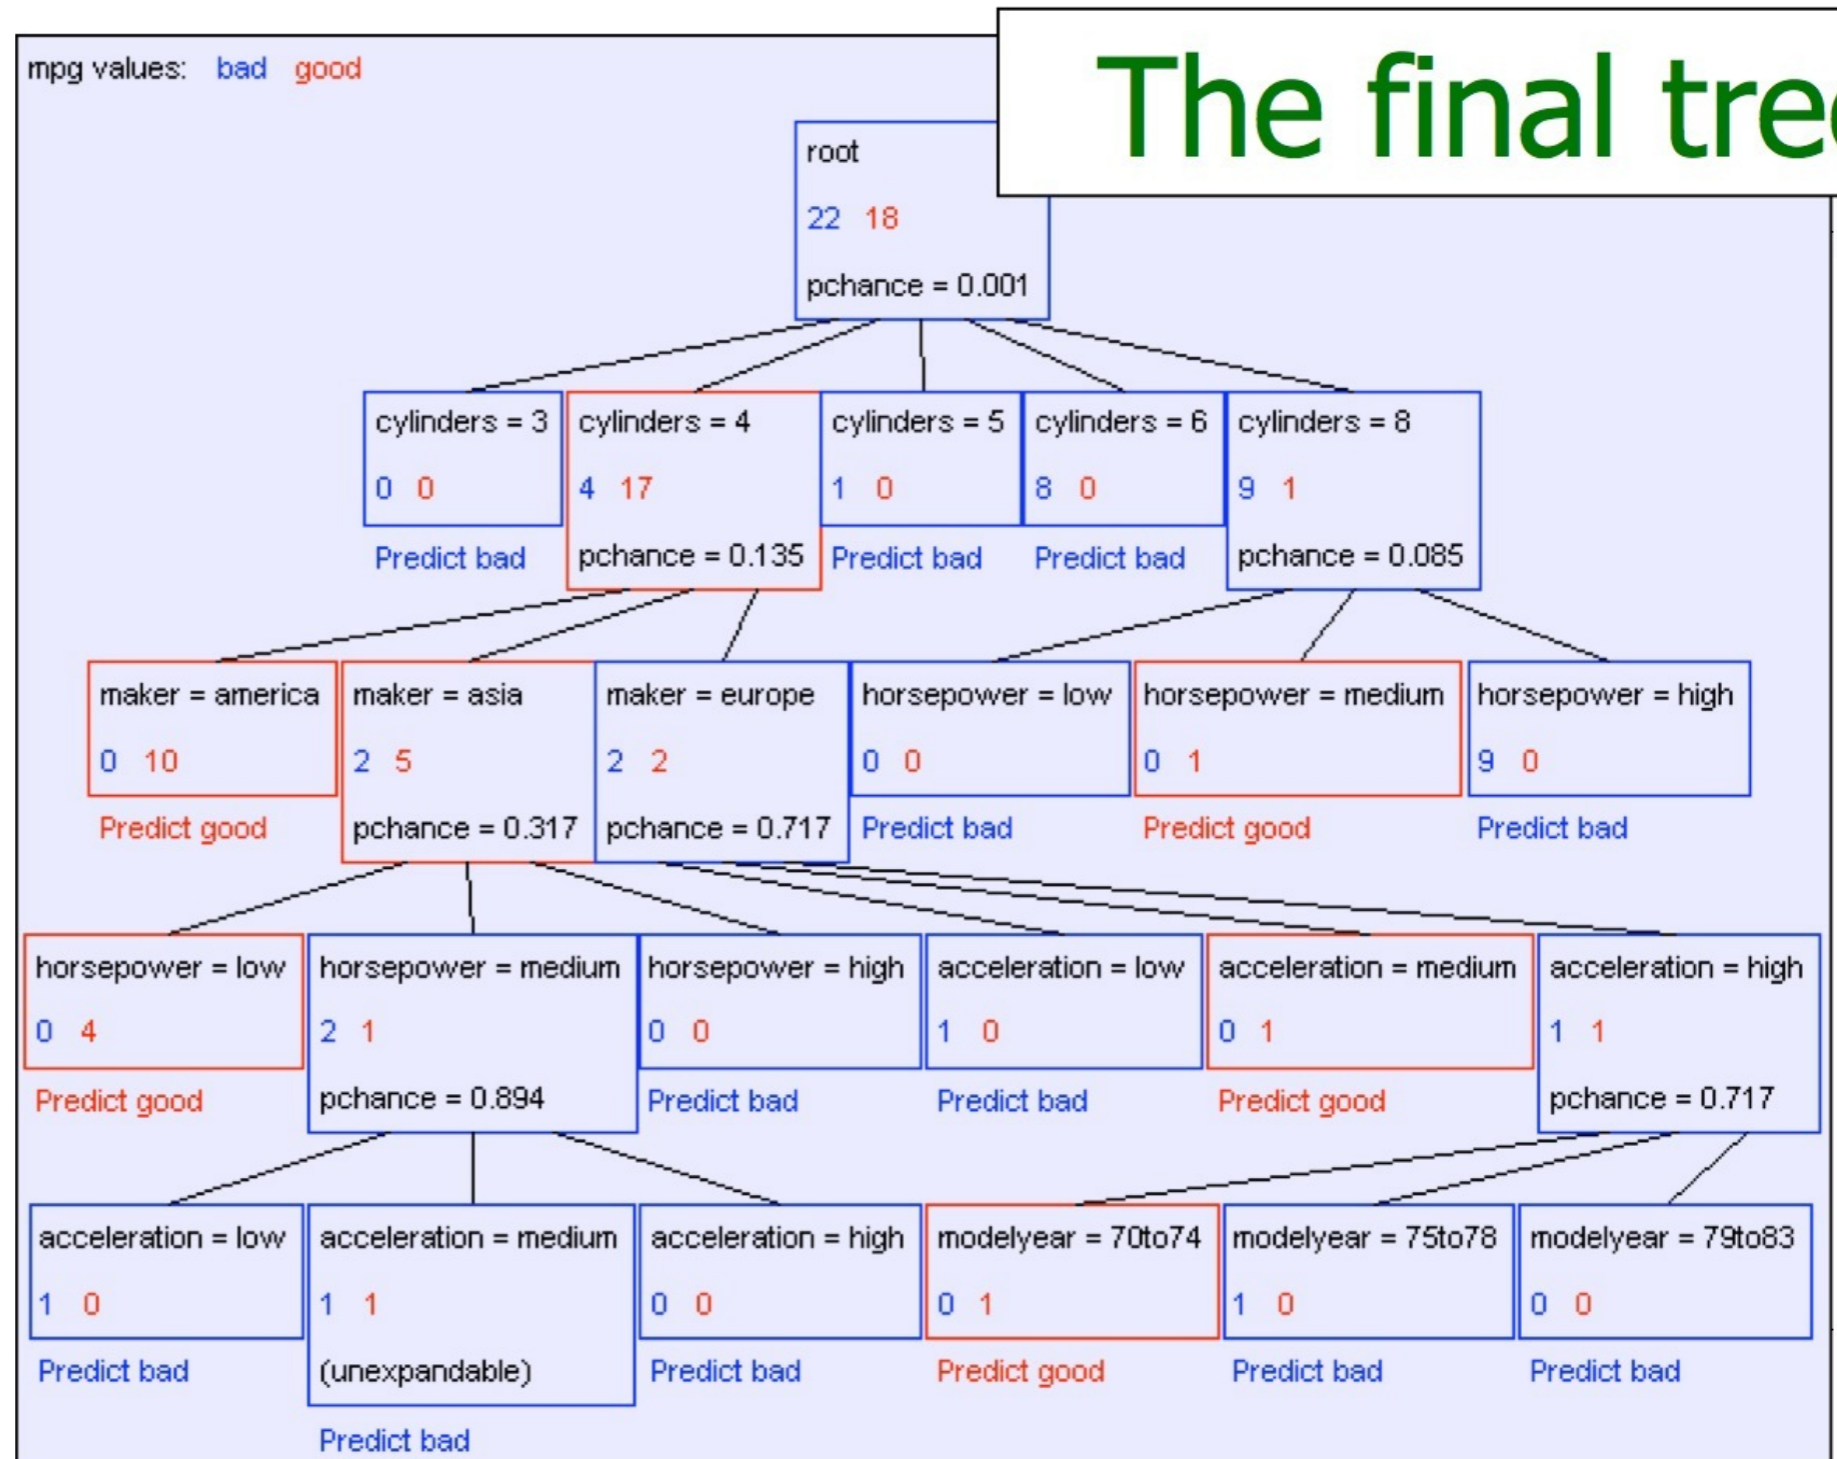 The final tree
mpg values: bad good
root
22 18
pchance = 0.001
cylinders = 3 cylinders = 4 cylinders = 5 cylinders = 6 cylinders = 8
0 0 4 17 1 0 8 0 9 1
Predict bad pchance = 0.135 Predict bad Predict bad pchance = 0.085
maker = america maker = asia maker = europe horsepower = low horsepower = medium horsepower = high
0 10 2 5 2 2 0 0 0 1 9 0
Predict good pchance = 0.317 pchance = 0.717 Predict bad Predict good Predict bad
horsepower = low horsepower = medium horsepower = high acceleration = low acceleration = medium acceleration = high
0 4 2 1 0 0 1 0 0 1 1 1
Predict good pchance = 0.894 Predict bad Predict bad Predict good pchance = 0.717
acceleration = low acceleration = medium acceleration = high modelyear = 70to74 modelyear = 75to78 modelyear = 79to83
1 0 1 1 0 0 0 1 1 0 0 0
Predict bad (unexpandable) Predict bad Predict good Predict bad Predict bad
Predict bad